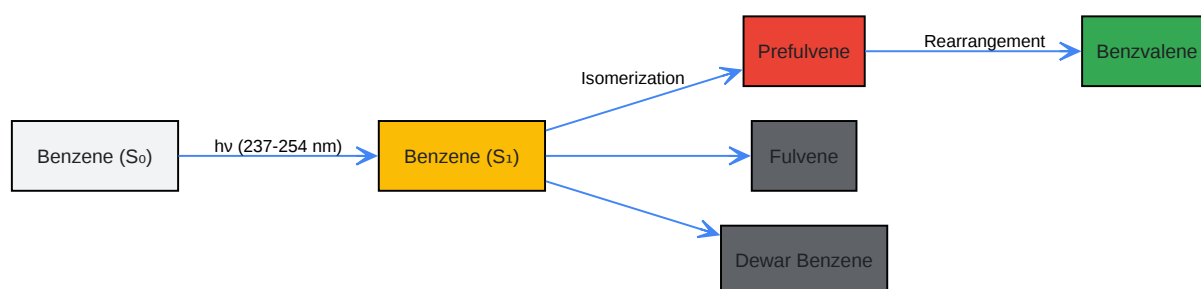 Prefulvene
Rearrangement
Benzvalene
Isomerization
Benzene (S₀)
hν (237-254 nm)
Benzene (S₁)
Fulvene
Dewar Benzene